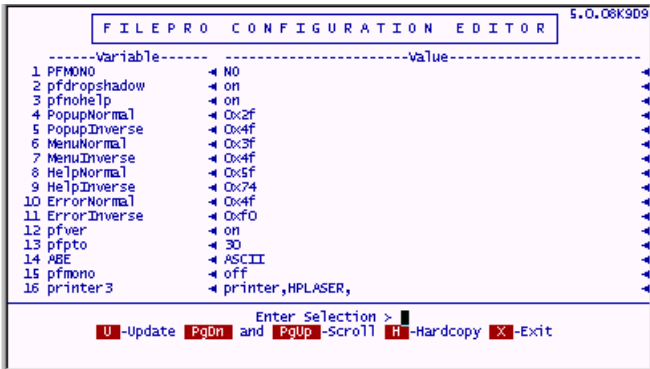 5.0.08K9D9
F I L E P R O   C O N F I G U R A T I O N   E D I T O R
------Variable------ --------------------------Value--------------------------
1 PFMONO ◄ NO ◄
2 pfdropshadow ◄ on ◄
3 pfnohelp ◄ on ◄
4 PopupNormal ◄ 0x2f ◄
5 PopupInverse ◄ 0x4f ◄
6 MenuNormal ◄ 0x3f ◄
7 MenuInverse ◄ 0x4f ◄
8 HelpNormal ◄ 0x5f ◄
9 HelpInverse ◄ 0x74 ◄
10 ErrorNormal ◄ 0x4f ◄
11 ErrorInverse ◄ 0xf0 ◄
12 pfver ◄ on ◄
13 pfpto ◄ 30 ◄
14 ABE ◄ ASCII ◄
15 pfmono ◄ off ◄
16 printer3 ◄ printer,HPLASER, ◄
Enter Selection >
U -Update PgDn and PgUp -Scroll H -Hardcopy X -Exit